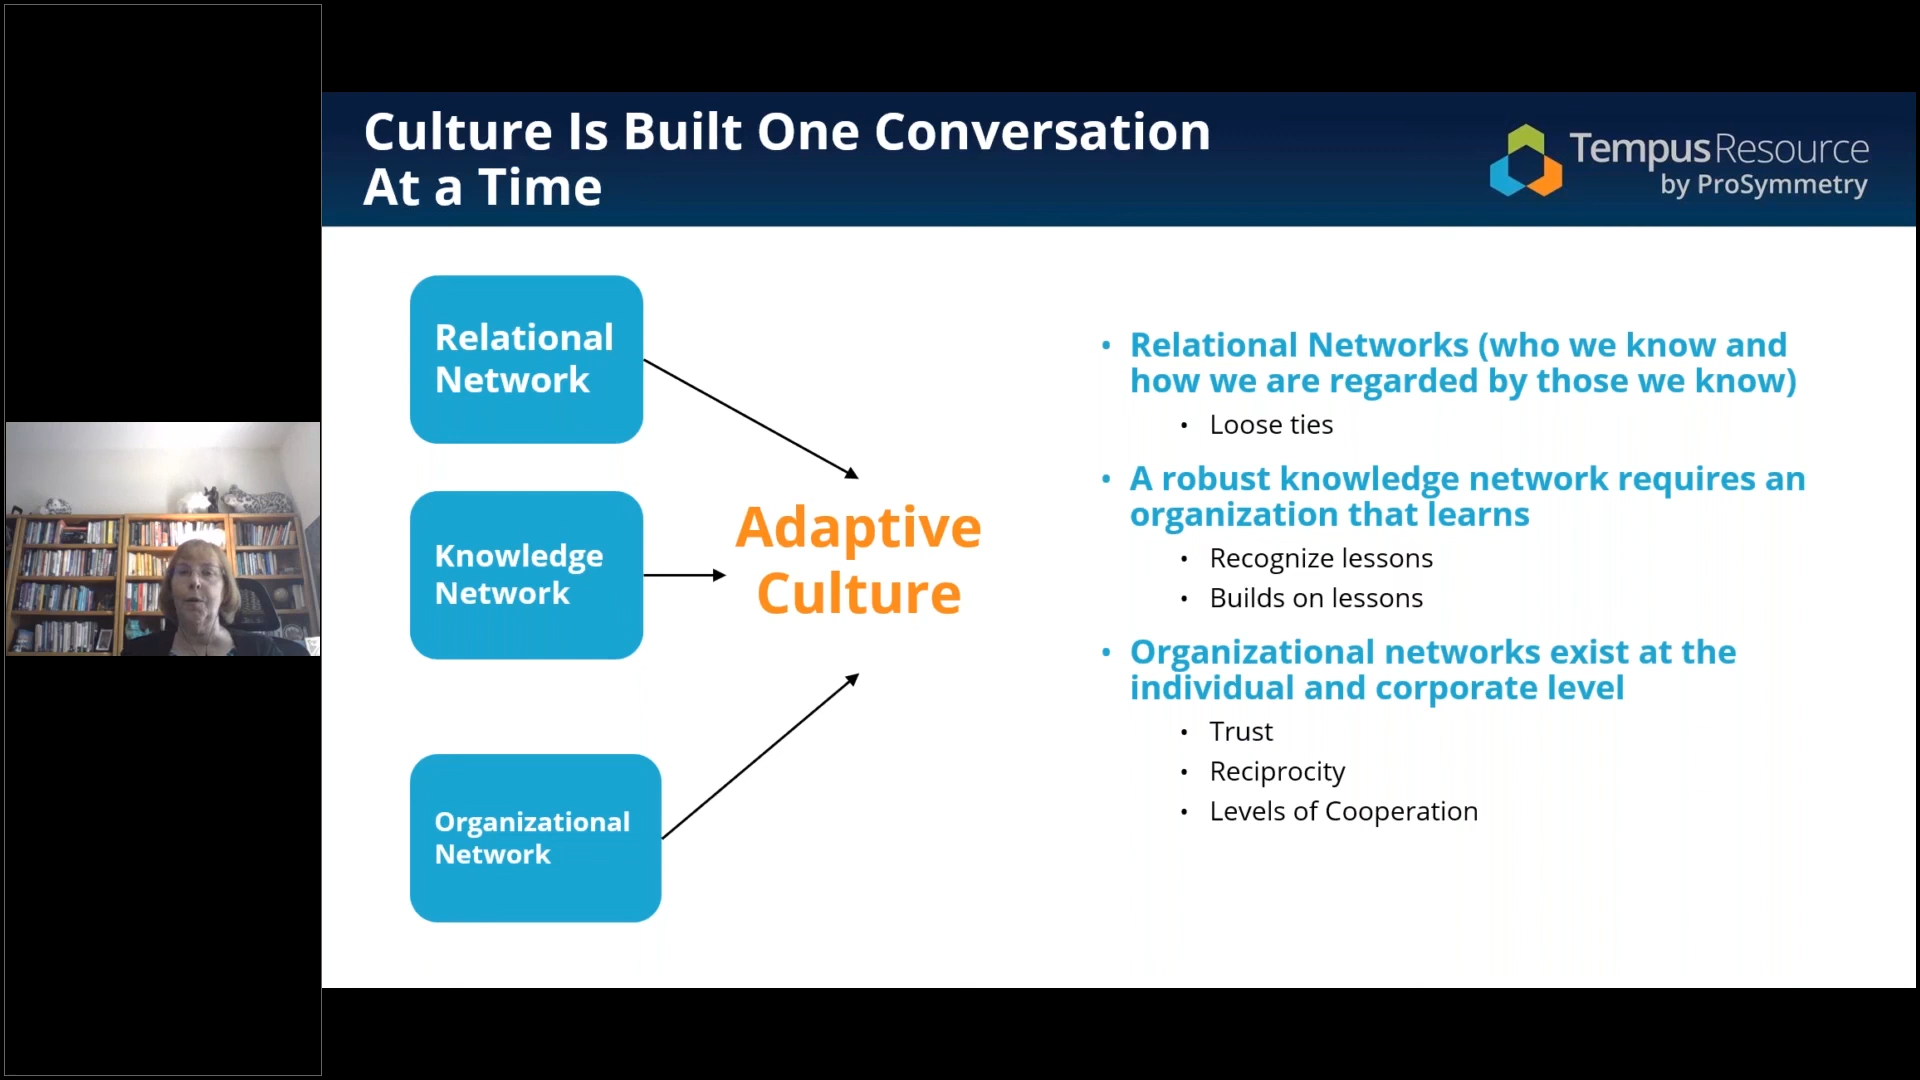 Culture Is Built One Conversation
At a Time
TempusResource
by ProSymmetry
Relational
Network
Knowledge
Network
Organizational
Network
Adaptive
Culture
• Relational Networks (who we know and
how we are regarded by those we know)
• Loose ties
• A robust knowledge network requires an
organization that learns
• Recognize lessons
• Builds on lessons
• Organizational networks exist at the
individual and corporate level
• Trust
• Reciprocity
• Levels of Cooperation